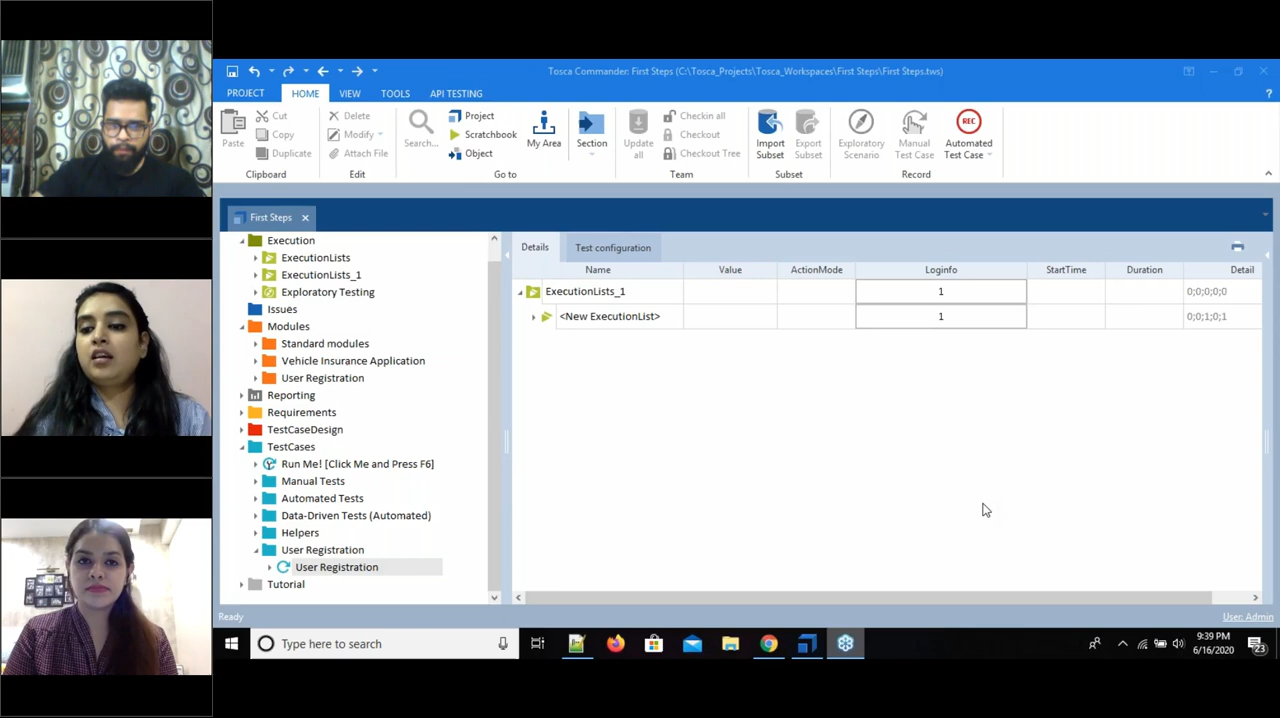 Tosca Commander: First Steps (C:\Tosca_Projects\Tosca_Workspaces\First Steps\First Steps.tws)
PROJECT HOME VIEW TOOLS API TESTING
?
Paste
Cut
Copy
Duplicate
Clipboard
Delete
Modify
Attach File
Edit
Search...
Project
Scratchbook
Object
My Area
Section
Go to
Update all
Checkin all
Checkout
Checkout Tree
Team
Import Subset
Export Subset
Subset
Exploratory Scenario
Manual Test Case
REC
Automated Test Case
Record
First Steps
Execution
ExecutionLists
ExecutionLists_1
Exploratory Testing
Issues
Modules
Standard modules
Vehicle Insurance Application
User Registration
Reporting
Requirements
TestCaseDesign
TestCases
Run Me! [Click Me and Press F6]
Manual Tests
Automated Tests
Data-Driven Tests (Automated)
Helpers
User Registration
User Registration
Tutorial
Details Test configuration
Name Value ActionMode Loginfo StartTime Duration Detail
ExecutionLists_1 1 0;0;0;0;0
<New ExecutionList> 1 0;0;1;0;1
Ready
User: Admin
Type here to search
9:39 PM
6/16/2020
23